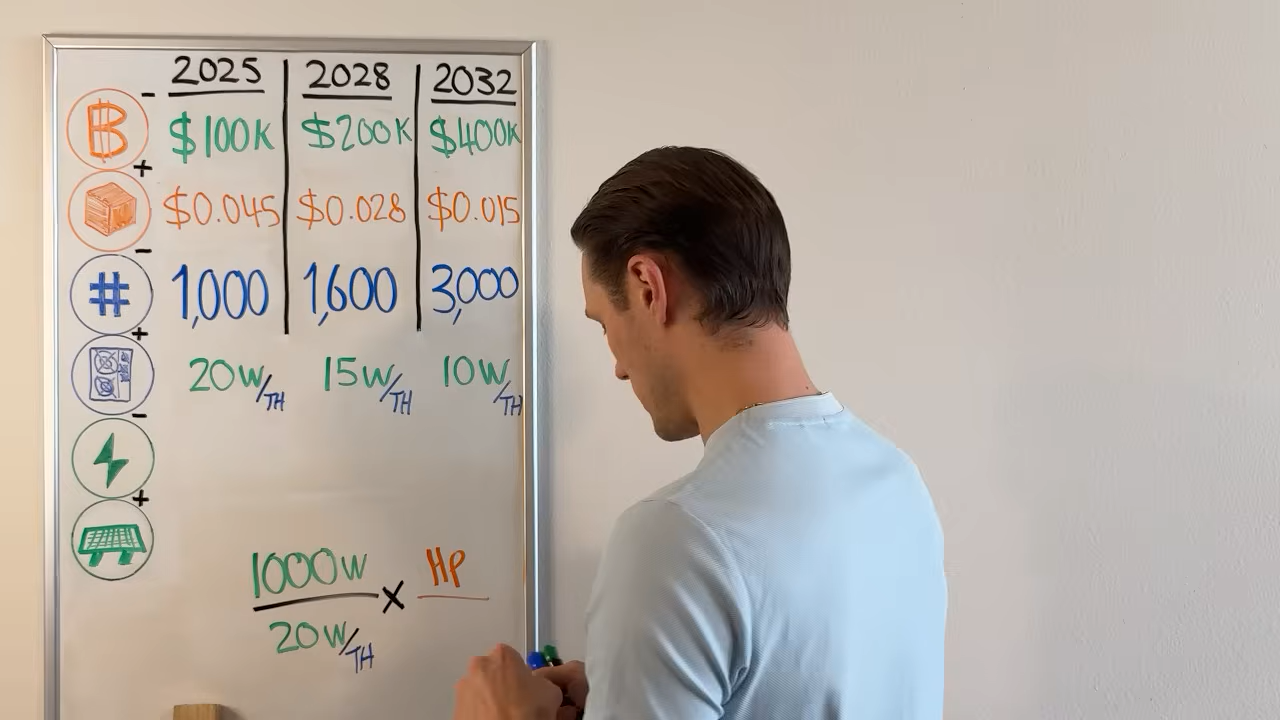 2025 2028 2032
$100K $200K $400K
$0.045 $0.028 $0.015
# 1,000 1,600 3,000
20W/TH 15W/TH 10W/TH
1000W × HP
20W/TH